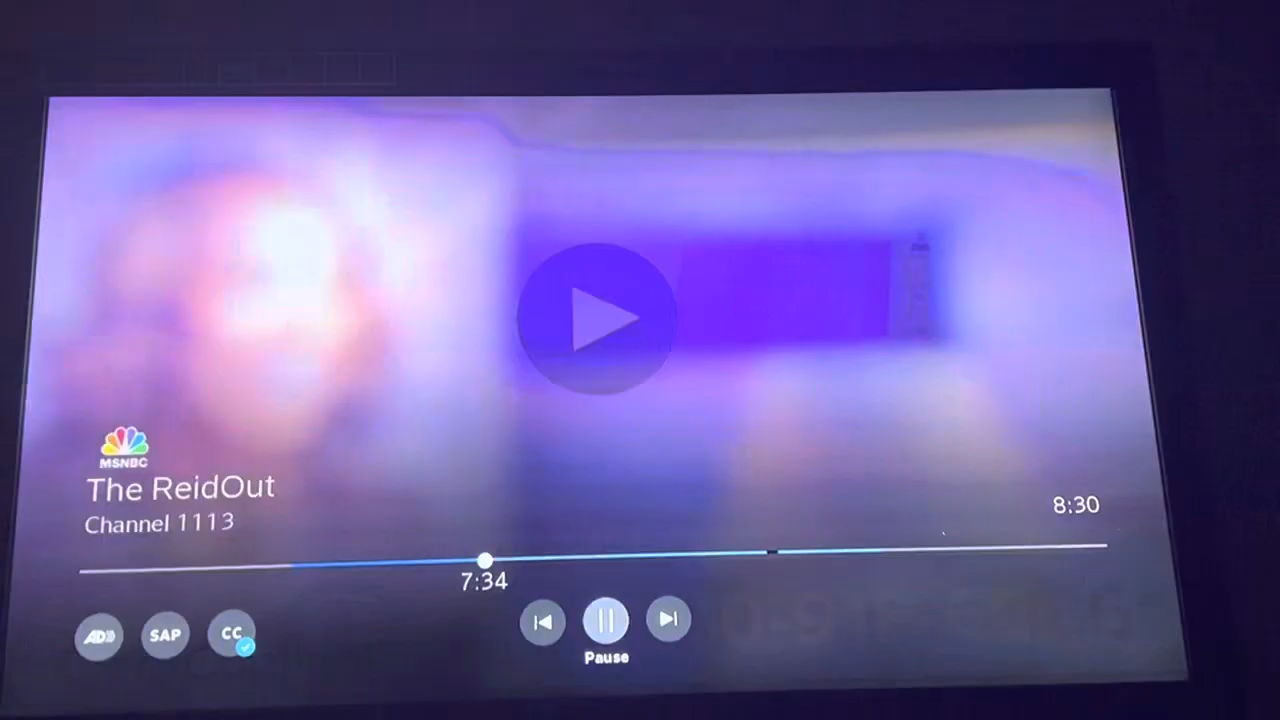 MSNBC
The ReidOut
Channel 1113
8:30
7:34
AD
SAP
CC
Pause